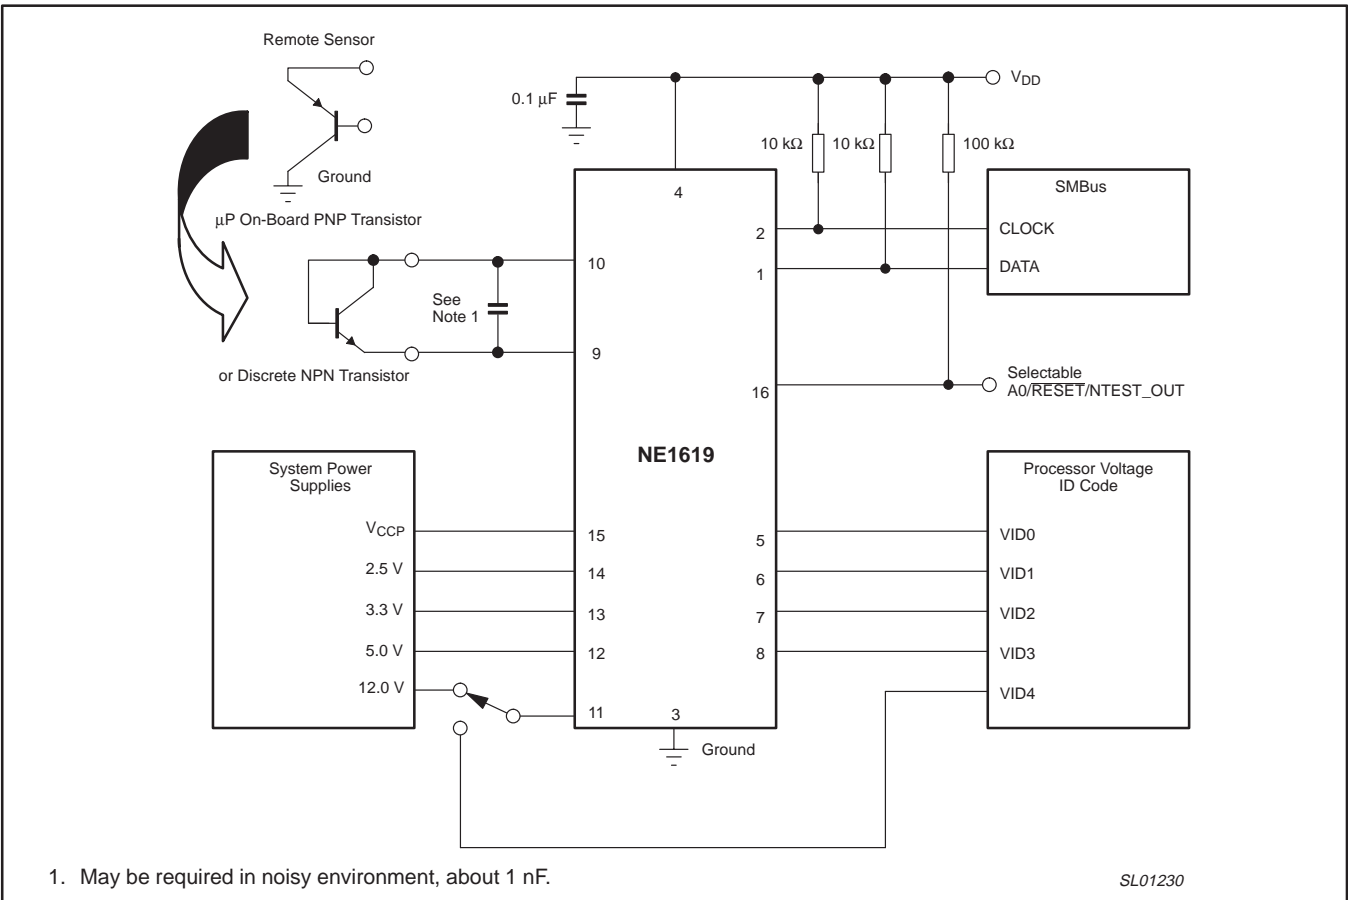 Remote Sensor
Ground
μP On-Board PNP Transistor
or Discrete NPN Transistor
See
Note 1
0.1 μF
VDD
10 kΩ
10 kΩ
100 kΩ
4
10
9
2
1
16
SMBus
CLOCK
DATA
Selectable
A0/RESET/NTEST_OUT
NE1619
System Power
Supplies
VCCP
2.5 V
3.3 V
5.0 V
12.0 V
15
14
13
12
11
3
Ground
5
6
7
8
Processor Voltage
ID Code
VID0
VID1
VID2
VID3
VID4
1. May be required in noisy environment, about 1 nF.
SL01230